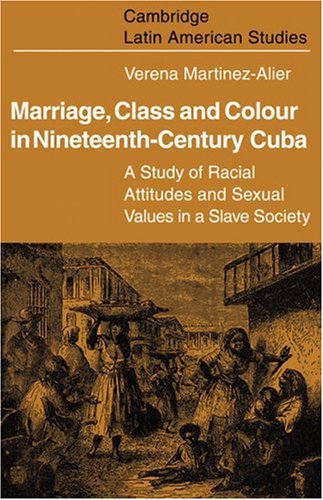 Cambridge
Latin American Studies
Verena Martinez-Alier
Marriage, Class and Colour
in Nineteenth-Century Cuba
A Study of Racial
Attitudes and Sexual
Values in a Slave Society